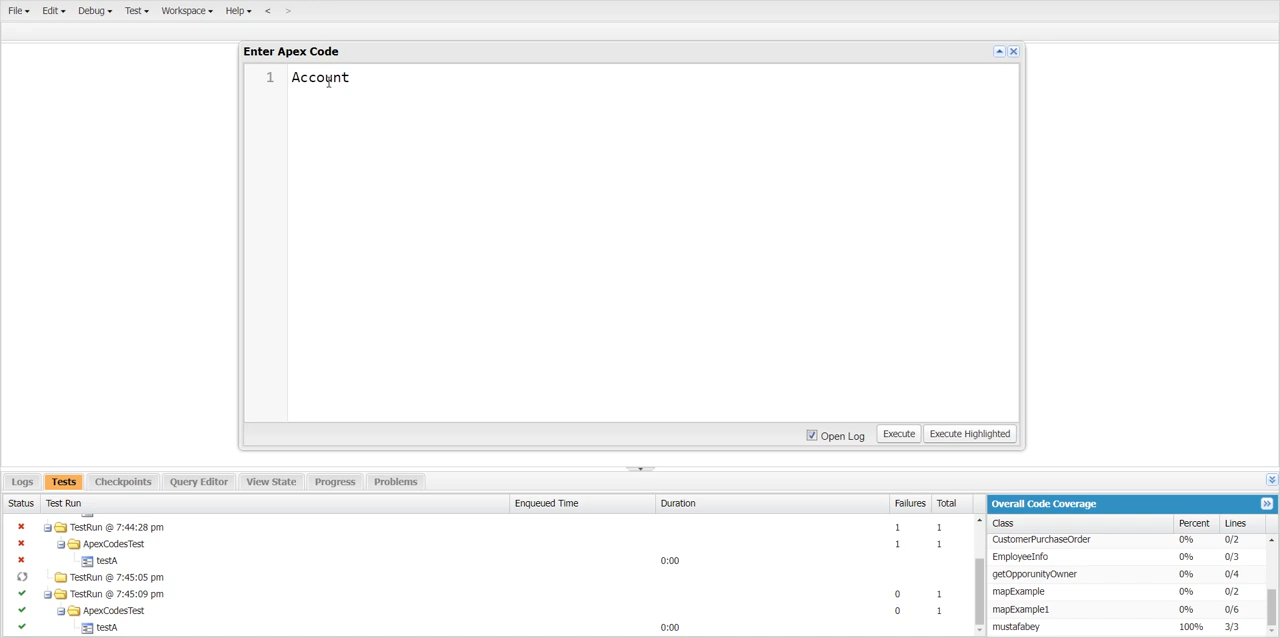 File Edit Debug Test Workspace Help < >
Enter Apex Code
1 Account
Open Log Execute Execute Highlighted
Logs Tests Checkpoints Query Editor View State Progress Problems
Status Test Run Enqueued Time Duration Failures Total
TestRun @ 7:44:28 pm 1 1
ApexCodesTest 1 1
testA 0:00
TestRun @ 7:45:05 pm
TestRun @ 7:45:09 pm 0 1
ApexCodesTest 0 1
testA 0:00
Overall Code Coverage
Class Percent Lines
CustomerPurchaseOrder 0% 0/2
EmployeeInfo 0% 0/3
getOpporunityOwner 0% 0/4
mapExample 0% 0/2
mapExample1 0% 0/6
mustafabey 100% 3/3